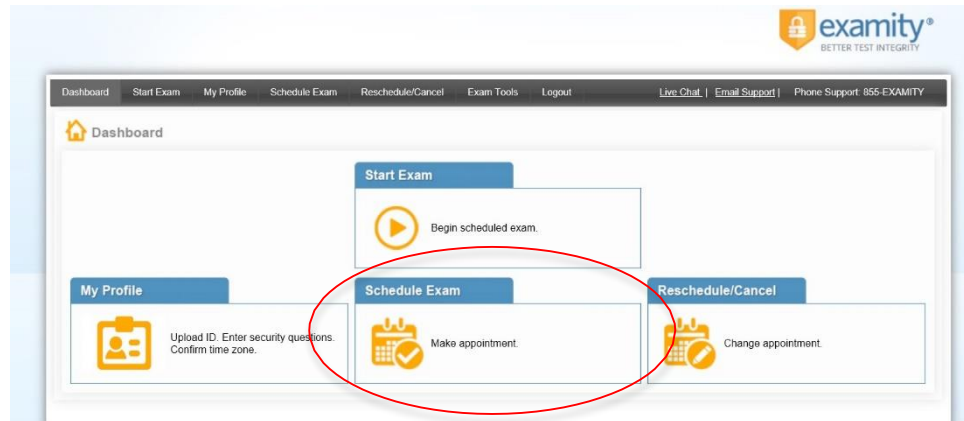 examity®
BETTER TEST INTEGRITY
Dashboard Start Exam My Profile Schedule Exam Reschedule/Cancel Exam Tools Logout Live Chat | Email Support | Phone Support: 855-EXAMITY
Dashboard
Start Exam
Begin scheduled exam.
My Profile
Upload ID. Enter security questions.
Confirm time zone.
Schedule Exam
Make appointment.
Reschedule/Cancel
Change appointment.